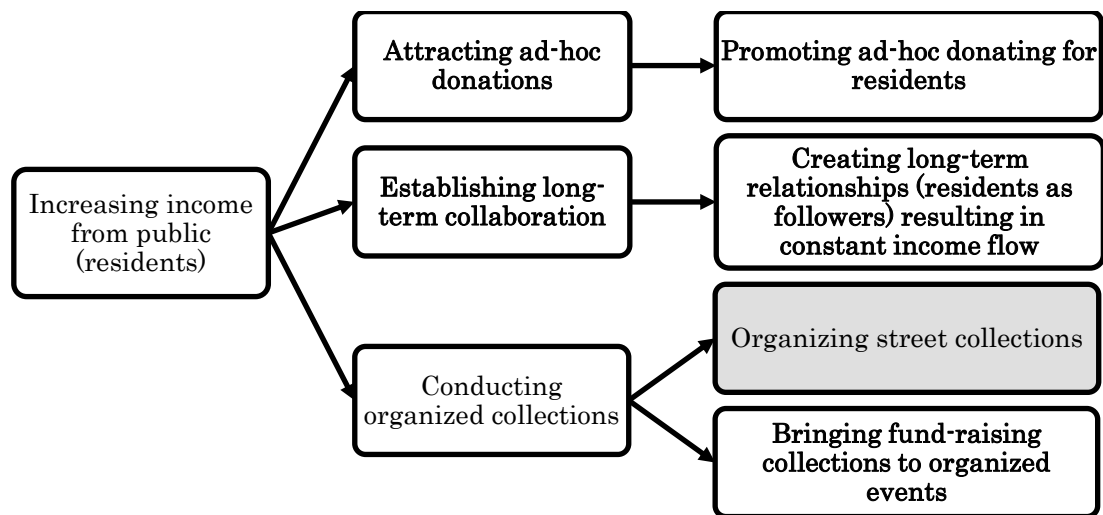 Attracting ad-hoc
donations
Promoting ad-hoc donating for
residents
Increasing income
from public
(residents)
Establishing long-
term collaboration
Creating long-term
relationships (residents as
followers) resulting in
constant income flow
Conducting
organized collections
Organizing street collections
Bringing fund-raising
collections to organized
events